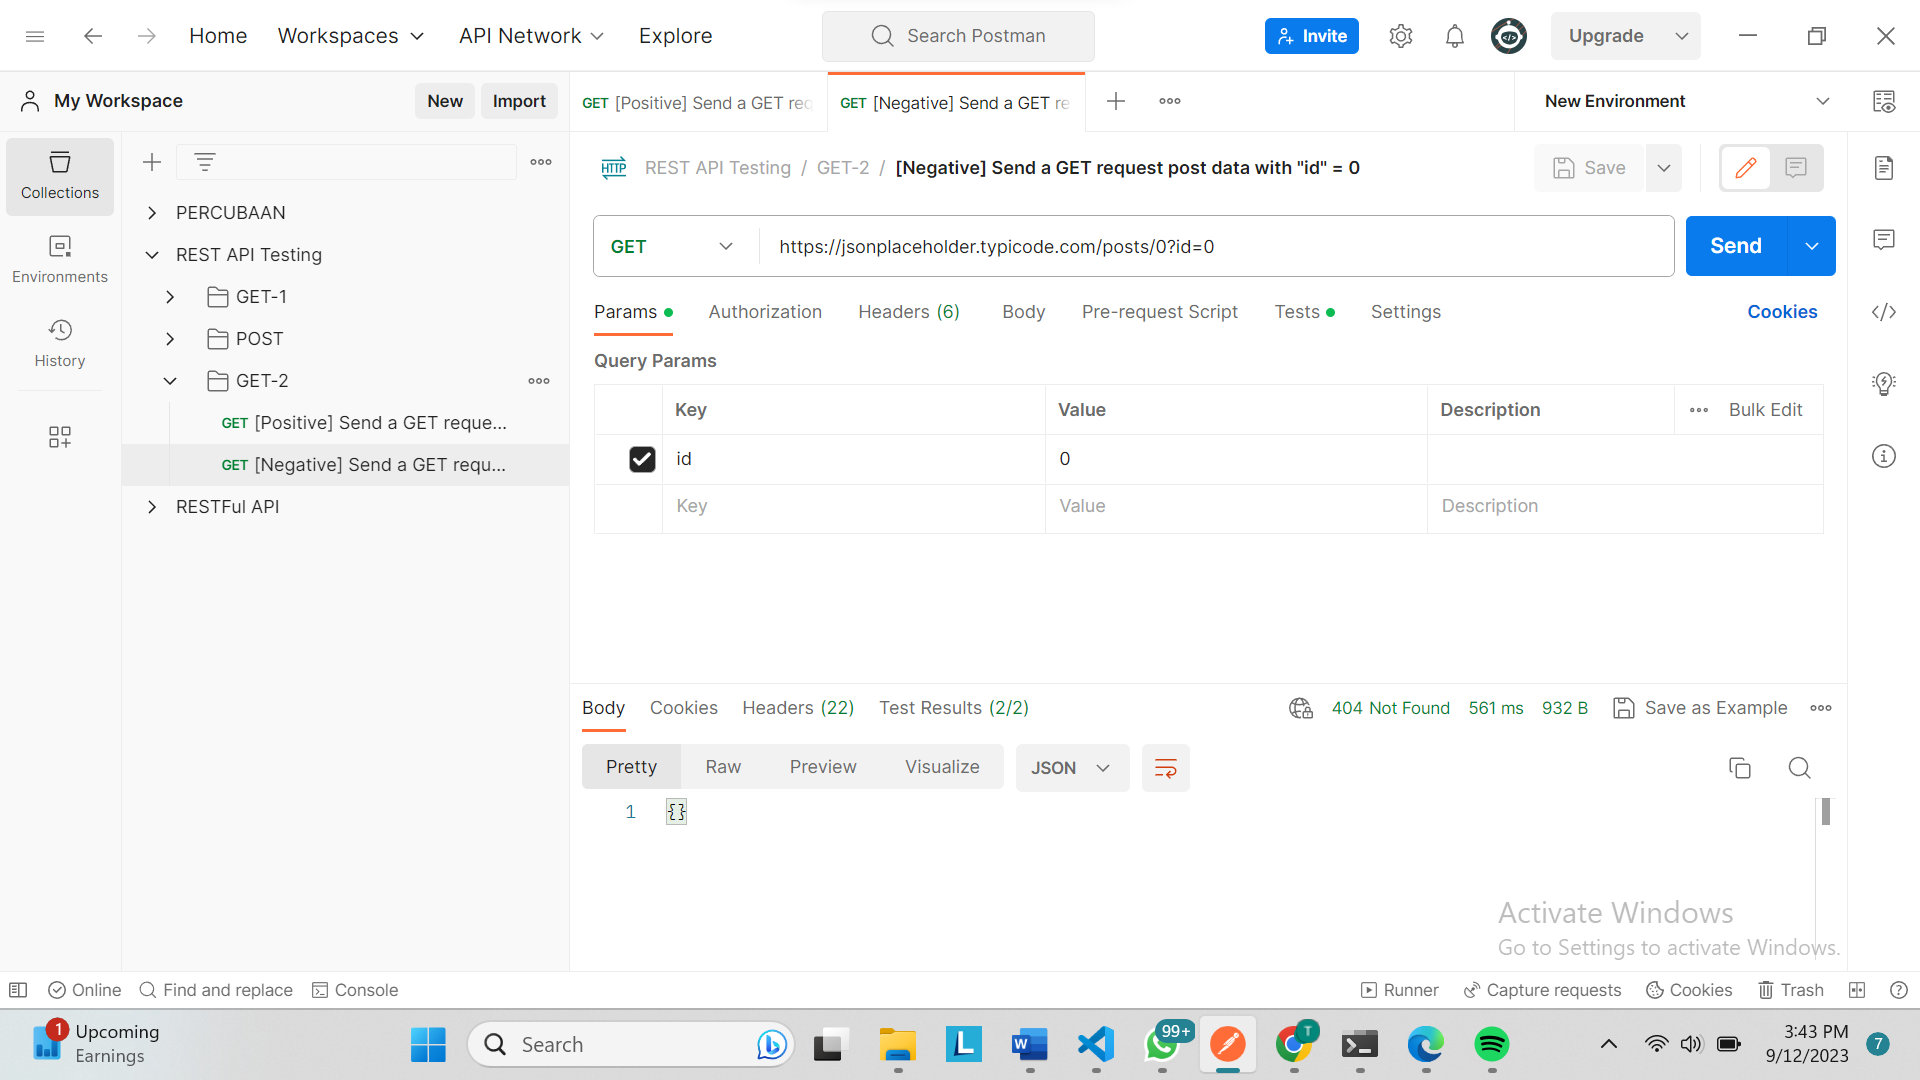 Home
Workspaces
API Network
Explore
Search Postman
Invite
Upgrade
My Workspace
New
Import
GET [Positive] Send a GET req
GET [Negative] Send a GET re
New Environment
Collections
Environments
History
PERCUBAAN
REST API Testing
GET-1
POST
GET-2
GET [Positive] Send a GET reque...
GET [Negative] Send a GET requ...
RESTFul API
HTTP REST API Testing / GET-2 / [Negative] Send a GET request post data with "id" = 0
Save
GET
https://jsonplaceholder.typicode.com/posts/0?id=0
Send
Params
Authorization
Headers (6)
Body
Pre-request Script
Tests
Settings
Cookies
Query Params
Key Value Description Bulk Edit
id 0
Key Value Description
Body
Cookies
Headers (22)
Test Results (2/2)
404 Not Found
561 ms
932 B
Save as Example
Pretty
Raw
Preview
Visualize
JSON
1 {}
Activate Windows
Go to Settings to activate Windows.
Online
Find and replace
Console
Runner
Capture requests
Cookies
Trash
1
Upcoming
Earnings
Search
L
W
99+
T
3:43 PM
9/12/2023
7